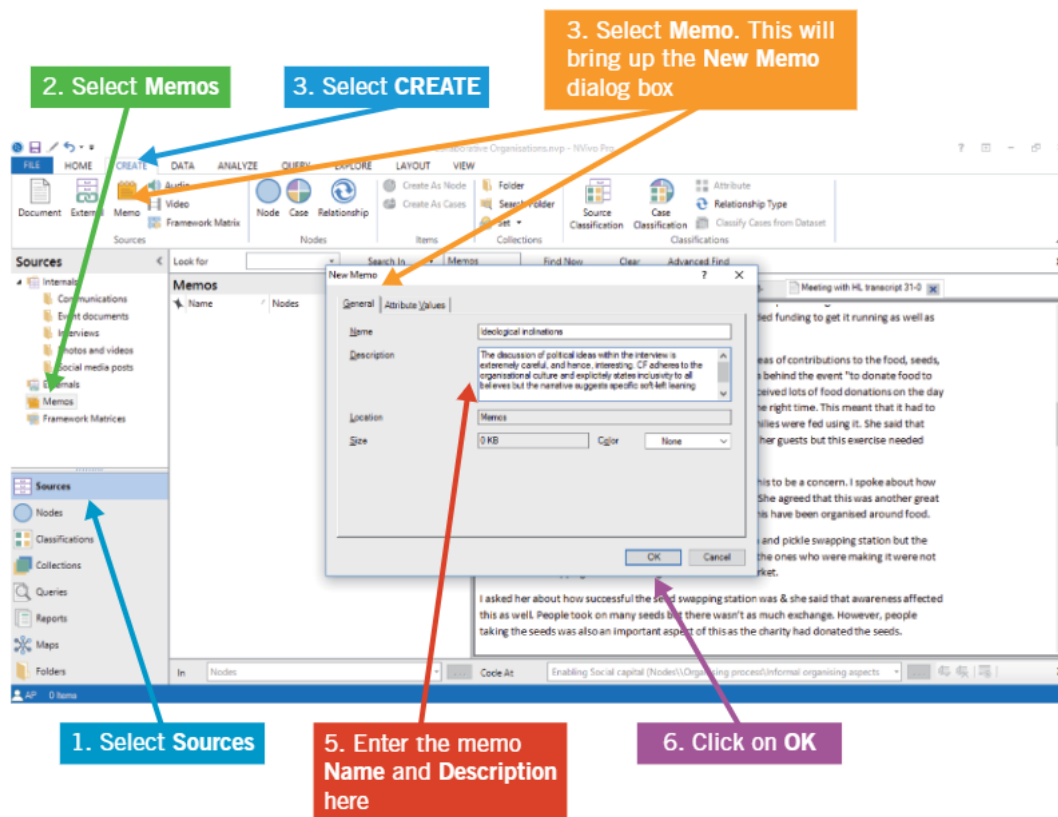 3. Select Memo. This will
bring up the New Memo
dialog box
2. Select Memos
3. Select CREATE
ative Organisations.nvp - NVivo Pro
FILE HOME CREATE DATA ANALYZE QUERY EXPLORE LAYOUT VIEW
Document External Memo
Audio
Video
Framework Matrix
Sources
Node Case Relationship
Nodes
Create As Node
Create As Cases
Items
Folder
Search Folder
Set
Collections
Source
Classification
Case
Classification
Attribute
Relationship Type
Classify Cases from Dataset
Classifications
Sources
Internals
Communications
Event documents
Interviews
Photos and videos
Social media posts
Externals
Memos
Framework Matrices
Look for Search In Memos Find Now Clear Advanced Find
Memos
Name Nodes
New Memo ? X
General Attribute Values
Name Ideological inclinations
Description The discussion of political ideas within the interview is
exteremely careful, and hence, interesting. CF adheres to the
organisational culture and explicitely states inclusivity to all
believes but the narrative suggests specific soft-left learning
Location Memos
Size 0 KB Color None
OK Cancel
Meeting with HL transcript 31-0
ed funding to get it running as well as
eas of contributions to the food, seeds,
behind the event "to donate food to
ceived lots of food donations on the day
he right time. This meant that it had to
milies were fed using it. She said that
her guests but this exercise needed
his to be a concern. I spoke about how
She agreed that this was another great
his have been organised around food.
and pickle swapping station but the
the ones who were making it were not
rket.
I asked her about how successful the seed swapping station was & she said that awareness affected
this as well. People took on many seeds but there wasn't as much exchange. However, people
taking the seeds was also an important aspect of this as the charity had donated the seeds.
Sources
Nodes
Classifications
Collections
Queries
Reports
Maps
Folders
In Nodes
Code At Enabling Social capital (Nodes\\Organising process\Informal organising aspects
AP 0 Items
1. Select Sources
5. Enter the memo
Name and Description
here
6. Click on OK